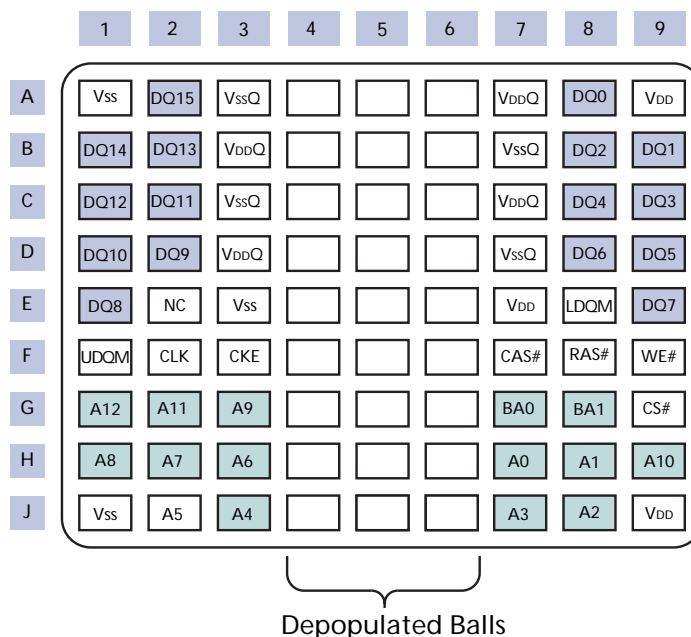 1 2 3 4 5 6 7 8 9
A Vss DQ15 VssQ VDDQ DQ0 VDD
B DQ14 DQ13 VDDQ VssQ DQ2 DQ1
C DQ12 DQ11 VssQ VDDQ DQ4 DQ3
D DQ10 DQ9 VDDQ VssQ DQ6 DQ5
E DQ8 NC Vss VDD LDQM DQ7
F UDQM CLK CKE CAS# RAS# WE#
G A12 A11 A9 BA0 BA1 CS#
H A8 A7 A6 A0 A1 A10
J Vss A5 A4 A3 A2 VDD
Depopulated Balls